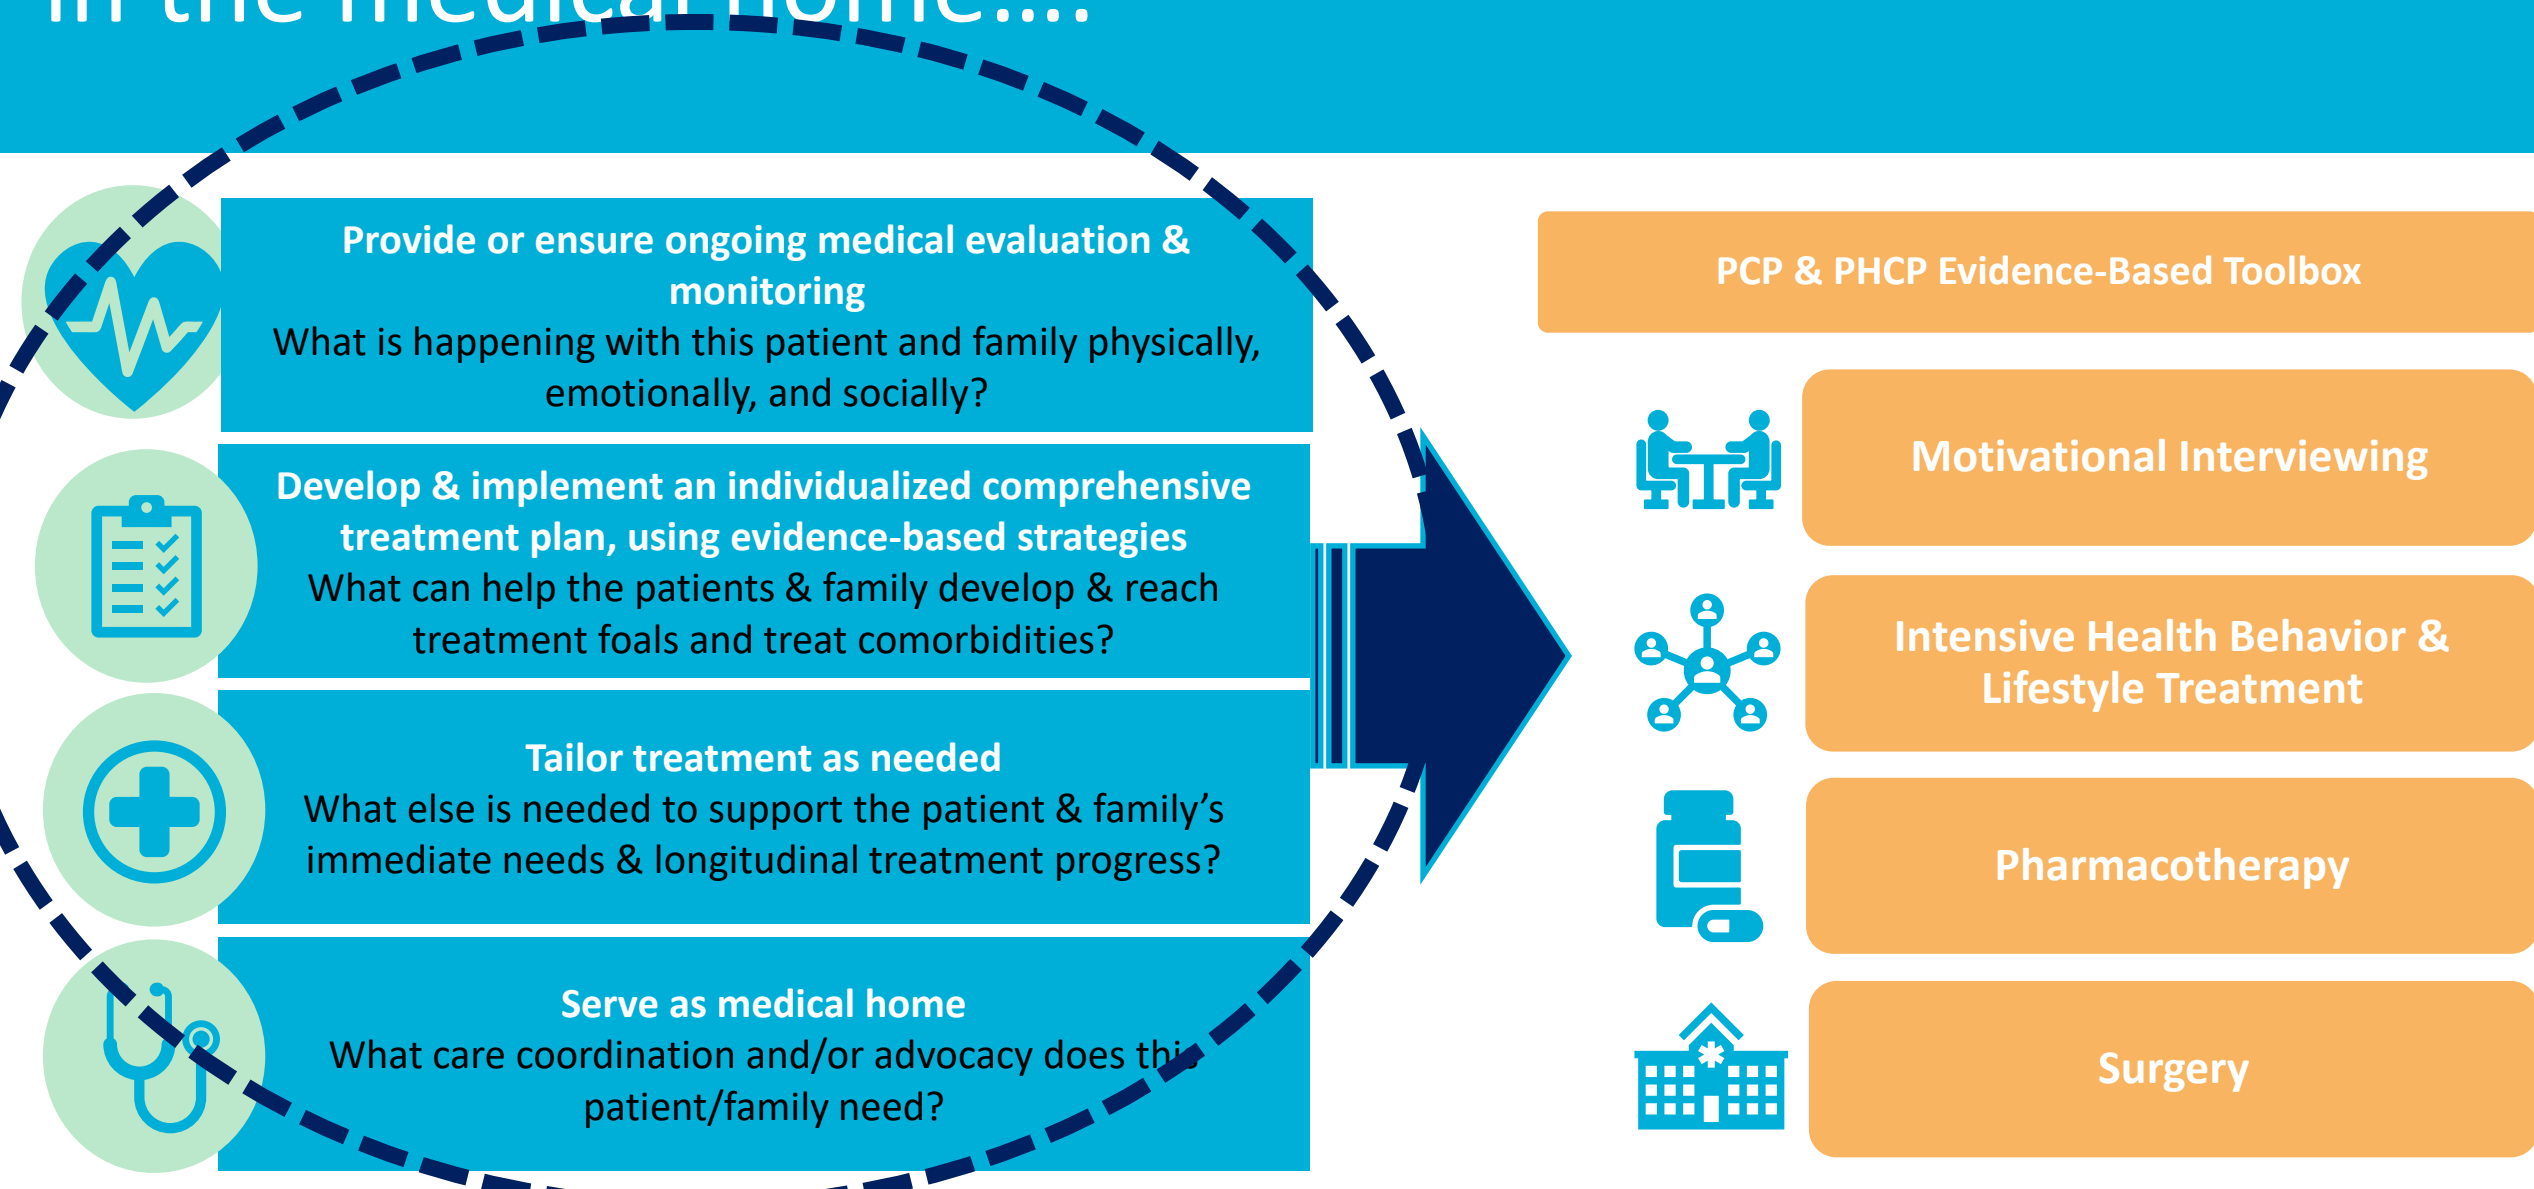 in the medical home....
Provide or ensure ongoing medical evaluation &
monitoring
What is happening with this patient and family physically,
emotionally, and socially?
Develop & implement an individualized comprehensive
treatment plan, using evidence-based strategies
What can help the patients & family develop & reach
treatment foals and treat comorbidities?
Tailor treatment as needed
What else is needed to support the patient & family’s
immediate needs & longitudinal treatment progress?
Serve as medical home
What care coordination and/or advocacy does this
patient/family need?
PCP & PHCP Evidence-Based Toolbox
Motivational Interviewing
Intensive Health Behavior &
Lifestyle Treatment
Pharmacotherapy
Surgery